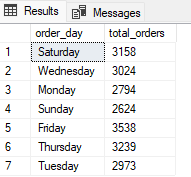 Results Messages
order_day total_orders
1 Saturday 3158
2 Wednesday 3024
3 Monday 2794
4 Sunday 2624
5 Friday 3538
6 Thursday 3239
7 Tuesday 2973